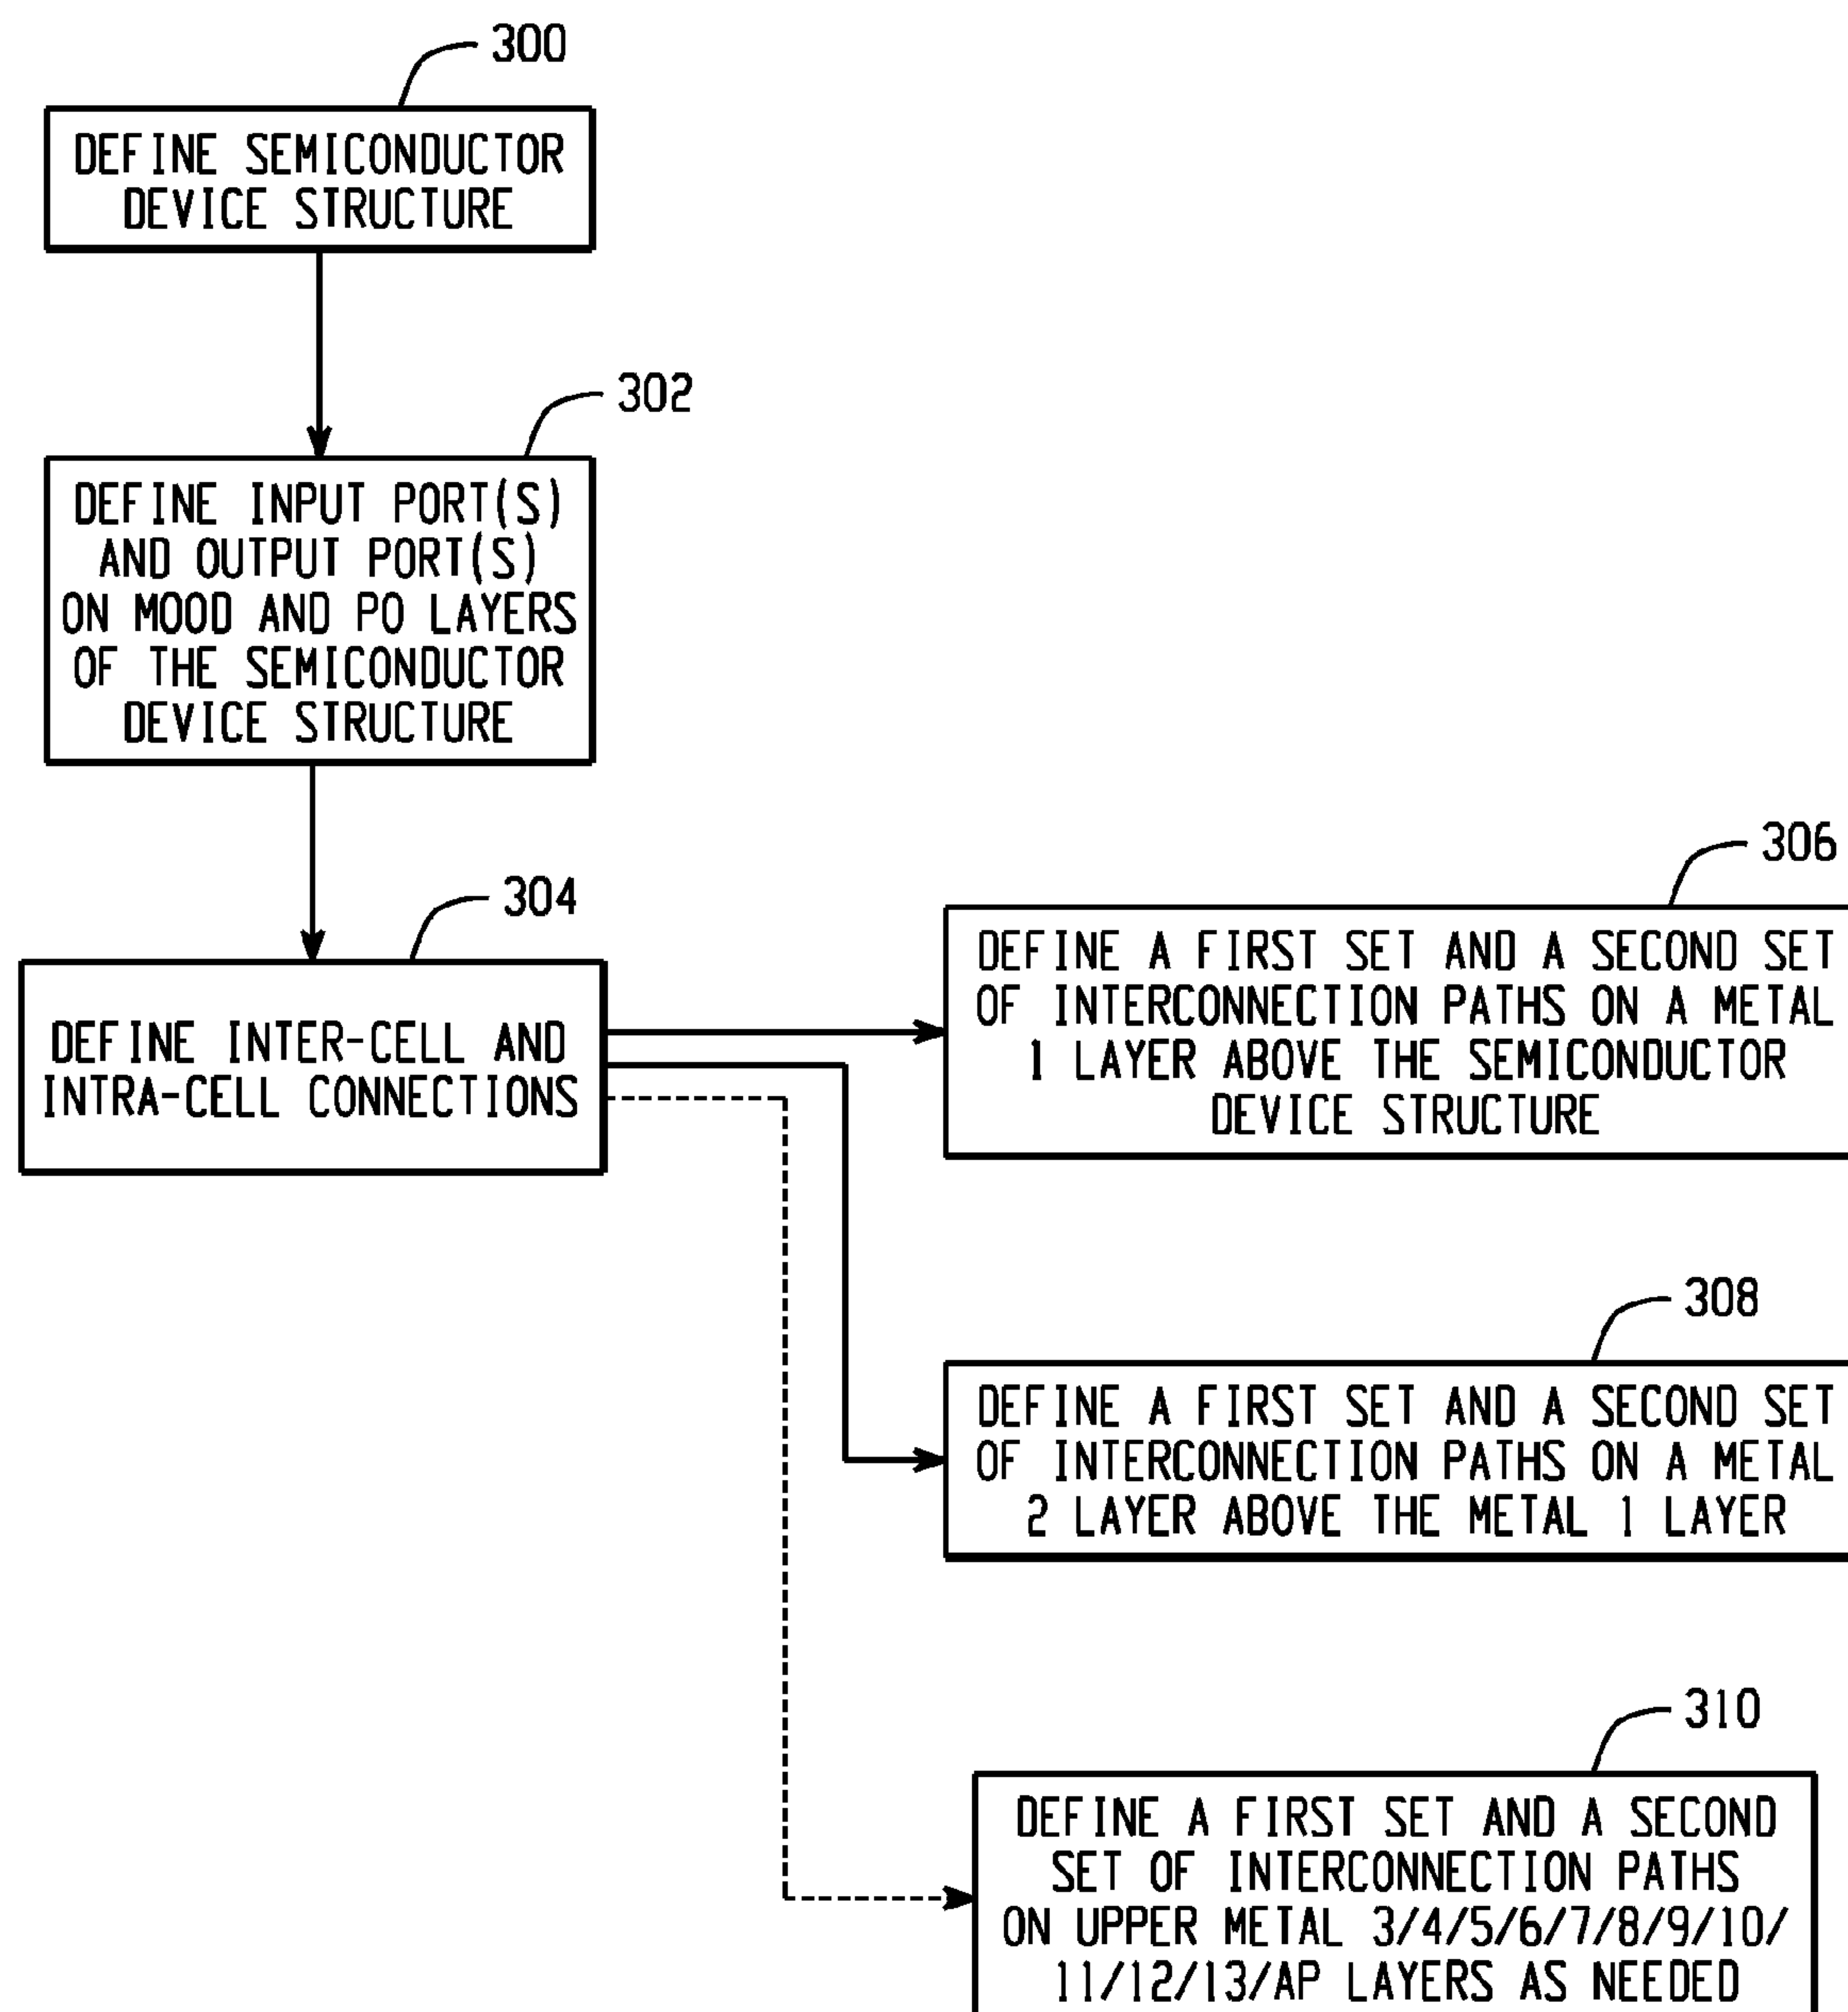 300
DEFINE SEMICONDUCTOR
DEVICE STRUCTURE
302
DEFINE INPUT PORT(S)
AND OUTPUT PORT(S)
ON MOOD AND PO LAYERS
OF THE SEMICONDUCTOR
DEVICE STRUCTURE
304
DEFINE INTER-CELL AND
INTRA-CELL CONNECTIONS
306
DEFINE A FIRST SET AND A SECOND SET
OF INTERCONNECTION PATHS ON A METAL
1 LAYER ABOVE THE SEMICONDUCTOR
DEVICE STRUCTURE
308
DEFINE A FIRST SET AND A SECOND SET
OF INTERCONNECTION PATHS ON A METAL
2 LAYER ABOVE THE METAL 1 LAYER
310
DEFINE A FIRST SET AND A SECOND
SET OF INTERCONNECTION PATHS
ON UPPER METAL 3/4/5/6/7/8/9/10/
11/12/13/AP LAYERS AS NEEDED